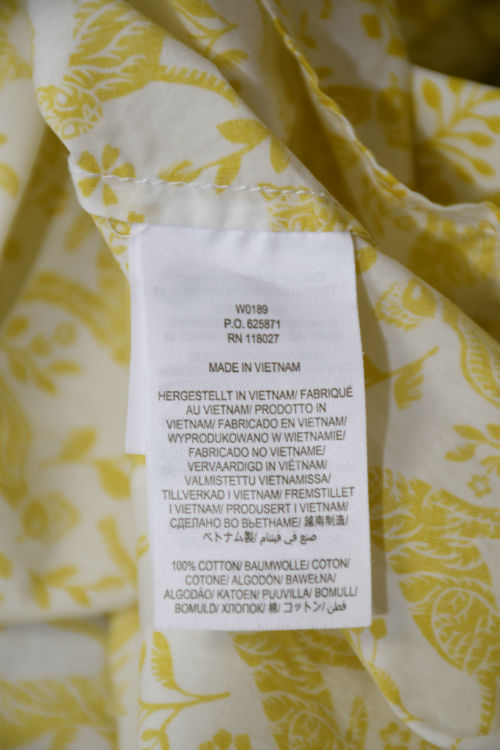 W0189
P.O. 625871
RN 118027
MADE IN VIETNAM
HERGESTELLT IN VIETNAM/ FABRIQUÉ
AU VIETNAM/ PRODOTTO IN
VIETNAM/ FABRICADO EN VIETNAM/
WYPRODUKOWANO W WIETNAMIE/
FABRICADO NO VIETNAME/
VERVAARDIGD IN VIËTNAM/
VALMISTETTU VIETNAMISSA/
TILLVERKAD I VIETNAM/ FREMSTILLET
I VIETNAM/ PRODUSERT I VIETNAM/
СДЕЛАНО ВО ВЬЕТНАМЕ/ 越南制造/
ベトナム製/ صنع في فيتنام
100% COTTON/ BAUMWOLLE/ COTON/
COTONE/ ALGODÓN/ BAWEŁNA/
ALGODÃO/ KATOEN/ PUUVILLA/ BOMULL/
BOMULD/ ХЛОПОК/ 棉/ コットン/ قطن